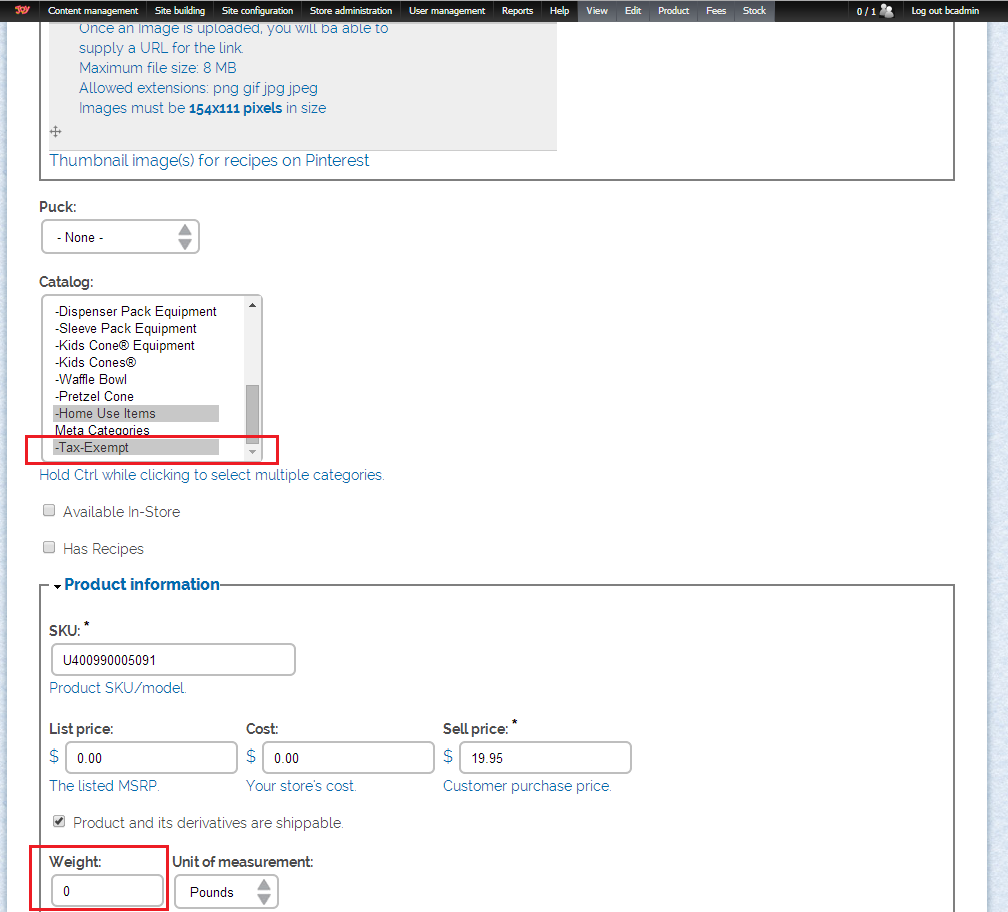 Content management Site building Site configuration Store administration User management Reports Help View Edit Product Fees Stock 0 / 1 Log out bcadmin
Once an image is uploaded, you will ba able to
supply a URL for the link.
Maximum file size: 8 MB
Allowed extensions: png gif jpg jpeg
Images must be 154x111 pixels in size
Thumbnail image(s) for recipes on Pinterest
Puck:
- None -
Catalog:
-Dispenser Pack Equipment
-Sleeve Pack Equipment
-Kids Cone® Equipment
-Kids Cones®
-Waffle Bowl
-Pretzel Cone
-Home Use Items
Meta Categories
-Tax-Exempt
Hold Ctrl while clicking to select multiple categories.
Available In-Store
Has Recipes
Product information
SKU: *
U400990005091
Product SKU/model.
List price: Cost: Sell price: *
$ 0.00 $ 0.00 $ 19.95
The listed MSRP. Your store's cost. Customer purchase price.
Product and its derivatives are shippable.
Weight: Unit of measurement:
0 Pounds